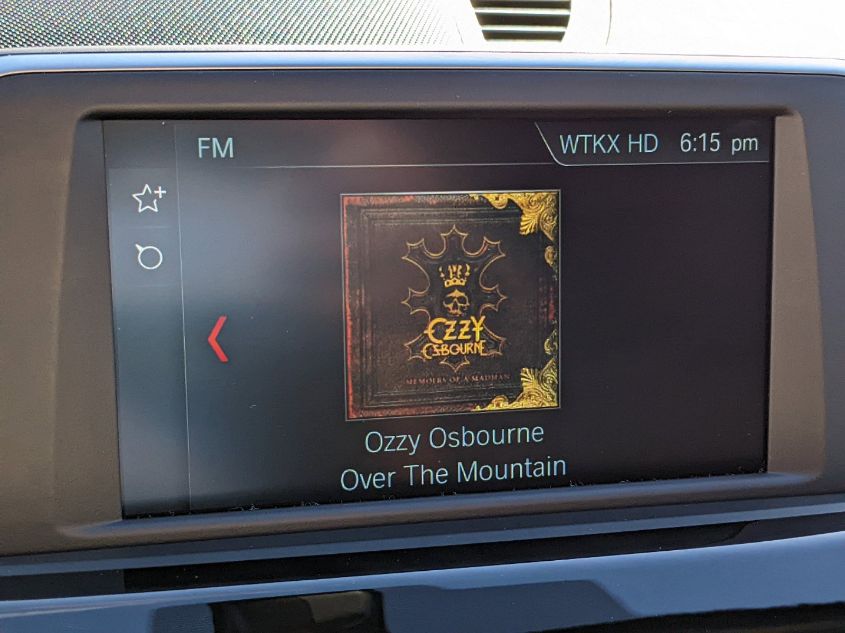 FM
WTKX HD 6:15 pm
OZZY
OSBOURNE
MEMOIRS OF A MADMAN
Ozzy Osbourne
Over The Mountain